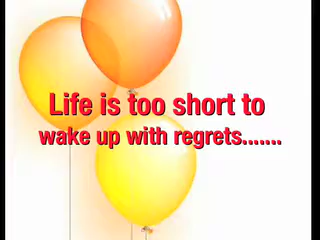 Life is too short to
wake up with regrets.......